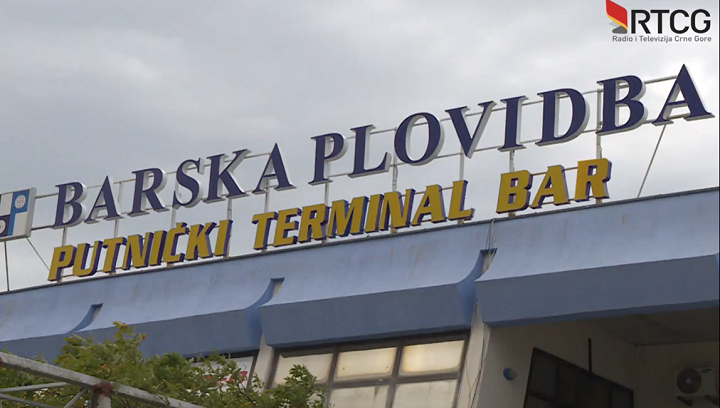 RTCG
Radio i Televizija Crne Gore
BARSKA PLOVIDBA
PUTNIČKI TERMINAL BAR